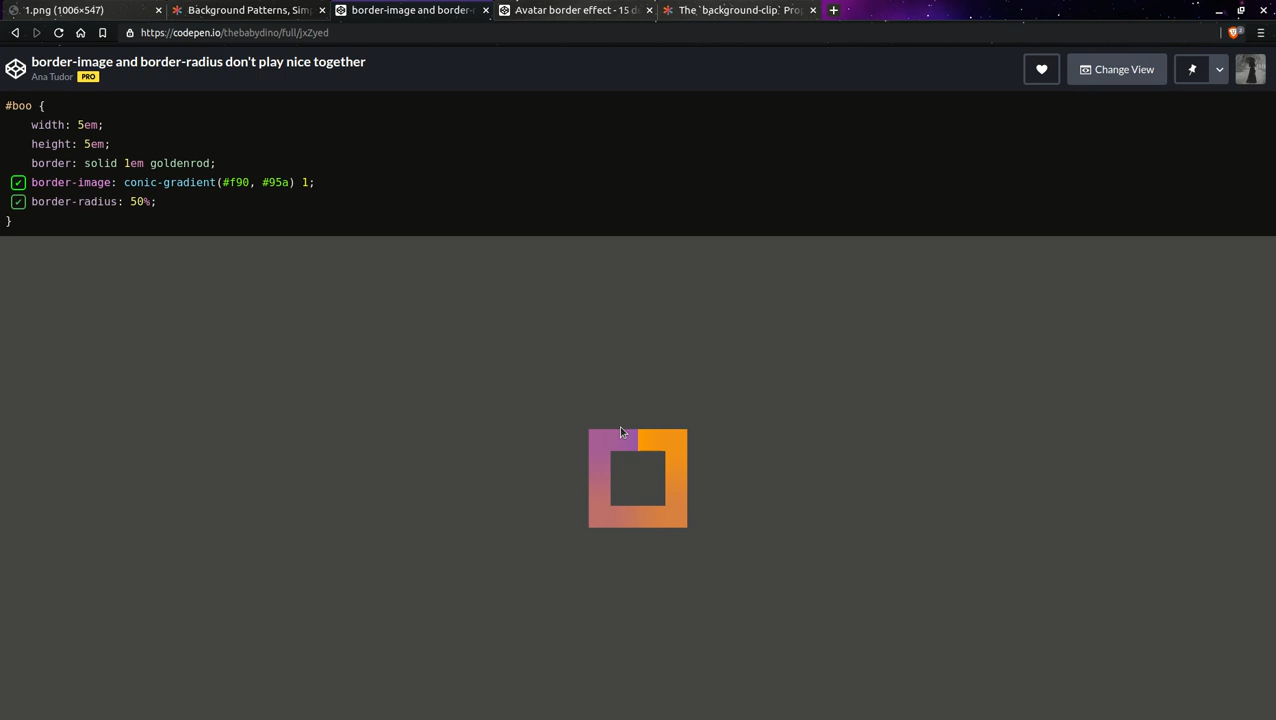 1.png (1006×547)
Background Patterns, Sim
border-image and border-
Avatar border effect - 15 d
The `background-clip` Pro
https://codepen.io/thebabydino/full/JxZyed
2
border-image and border-radius don't play nice together
Ana Tudor PRO
Change View
#boo {
width: 5em;
height: 5em;
border: solid 1em goldenrod;
✓ border-image: conic-gradient(#f90, #95a) 1;
✓ border-radius: 50%;
}